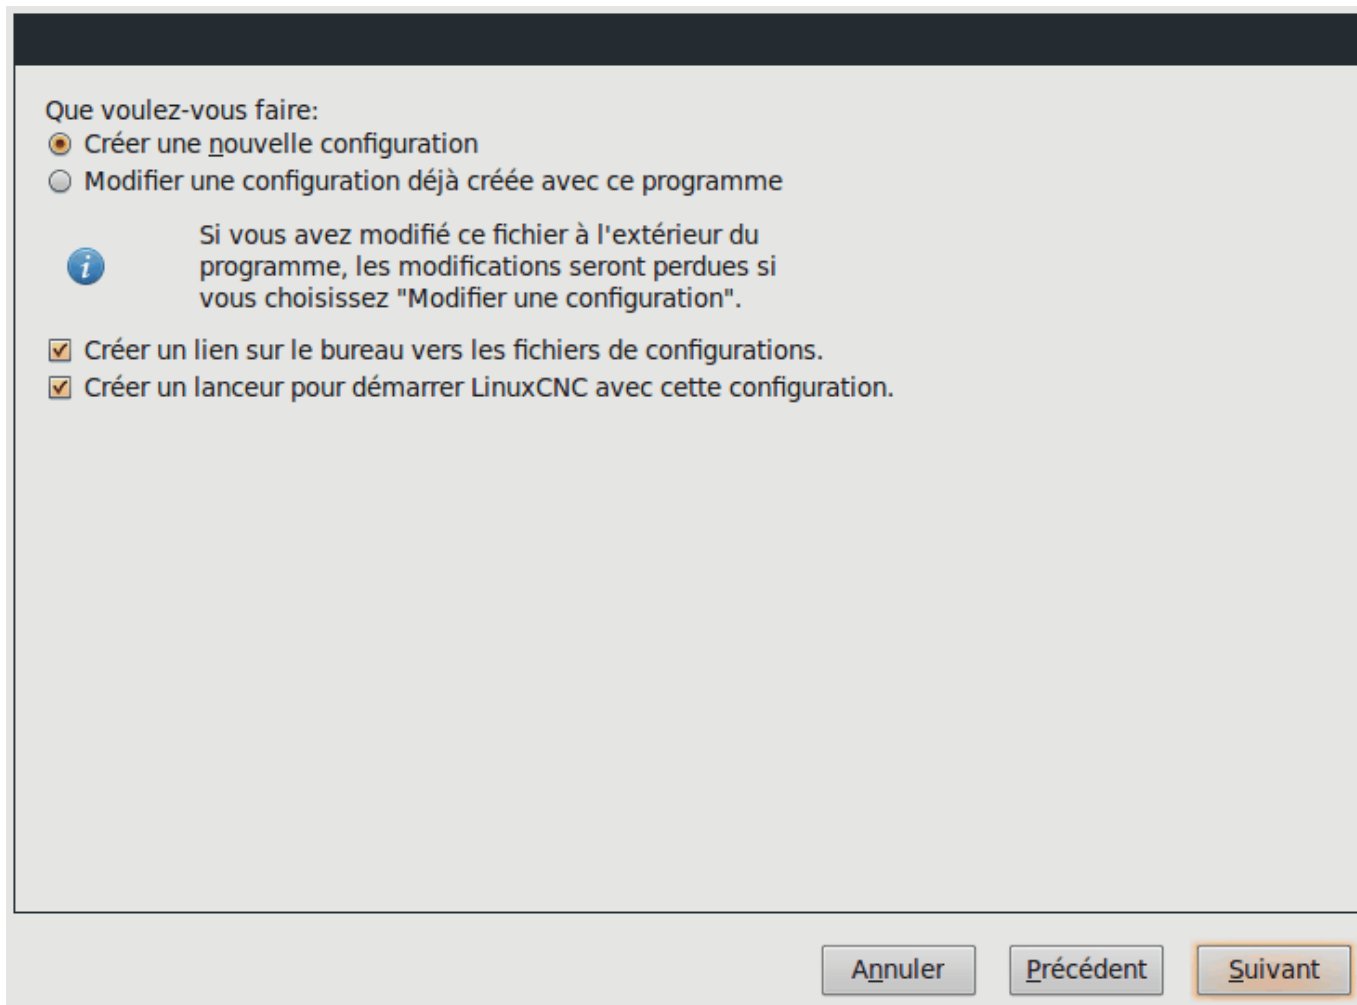 Que voulez-vous faire:
Créer une nouvelle configuration
Modifier une configuration déjà créée avec ce programme
Si vous avez modifié ce fichier à l'extérieur du
programme, les modifications seront perdues si
vous choisissez "Modifier une configuration".
Créer un lien sur le bureau vers les fichiers de configurations.
Créer un lanceur pour démarrer LinuxCNC avec cette configuration.
Annuler Précédent Suivant